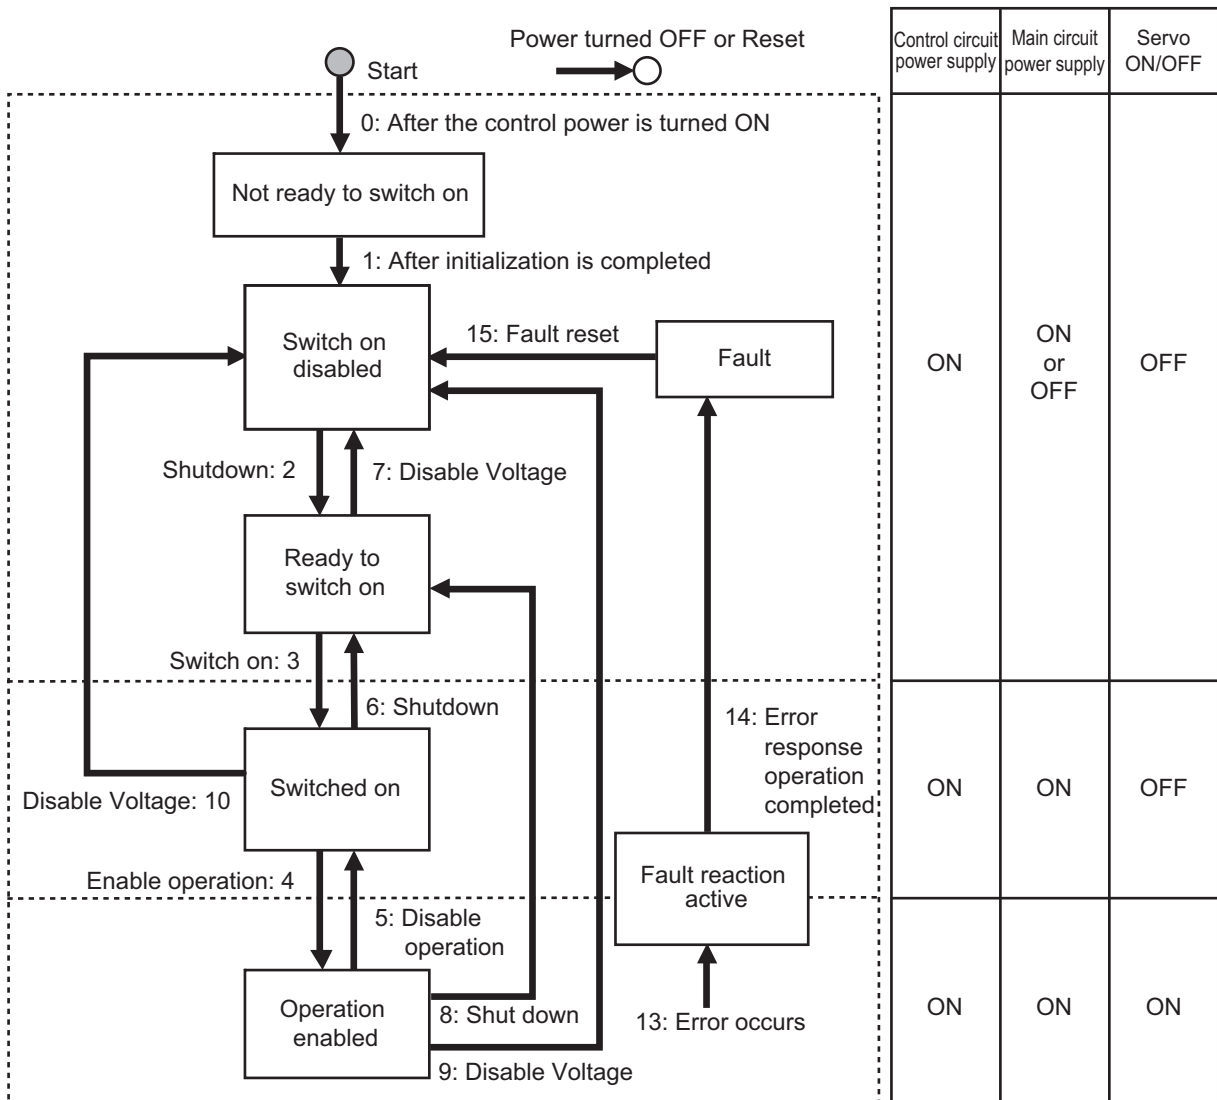 Power turned OFF or Reset
Start
0: After the control power is turned ON
Not ready to switch on
1: After initialization is completed
Switch on
disabled
15: Fault reset
Fault
Shutdown: 2
7: Disable Voltage
Ready to
switch on
Switch on: 3
6: Shutdown
14: Error
response
operation
completed
Switched on
Disable Voltage: 10
Enable operation: 4
Fault reaction
active
5: Disable
operation
Operation
enabled
8: Shut down
13: Error occurs
9: Disable Voltage
Control circuit
power supply
Main circuit
power supply
Servo
ON/OFF
ON
ON
or
OFF
OFF
ON
ON
OFF
ON
ON
ON